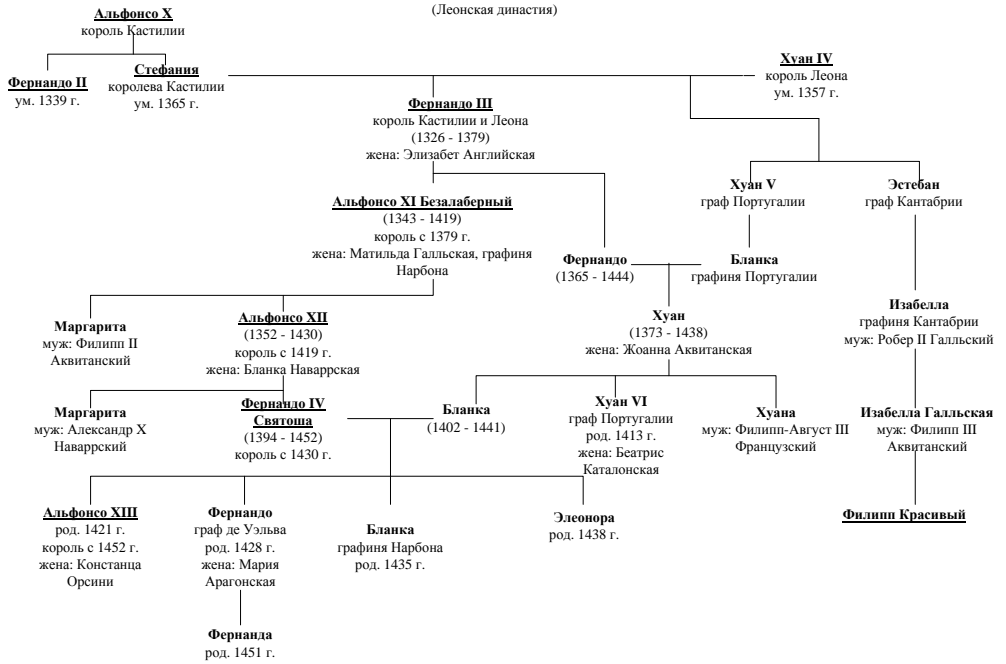 (Леонская династия)
Альфонсо X
король Кастилии
Фернандо II
ум. 1339 г.
Стефания
королева Кастилии
ум. 1365 г.
Хуан IV
король Леона
ум. 1357 г.
Фернандо III
король Кастилии и Леона
(1326 - 1379)
жена: Элизабет Английская
Альфонсо XI Безалаберный
(1343 - 1419)
король с 1379 г.
жена: Матильда Галльская, графиня
Нарбона
Хуан V
граф Португалии
Эстебан
граф Кантабрии
Фернандо
(1365 - 1444)
Бланка
графиня Португалии
Маргарита
муж: Филипп II
Аквитанский
Альфонсо XII
(1352 - 1430)
король с 1419 г.
жена: Бланка Наваррская
Хуан
(1373 - 1438)
жена: Жоанна Аквитанская
Изабелла
графиня Кантабрии
муж: Робер II Галльский
Маргарита
муж: Александр X
Наваррский
Фернандо IV
Святоша
(1394 - 1452)
король с 1430 г.
Бланка
(1402 - 1441)
Хуан VI
граф Португалии
род. 1413 г.
жена: Беатрис
Каталонская
Хуана
муж: Филипп-Август III
Французский
Изабелла Галльская
муж: Филипп III
Аквитанский
Альфонсо XIII
род. 1421 г.
король с 1452 г.
жена: Констанца
Орсини
Фернандо
граф де Уэльва
род. 1428 г.
жена: Мария
Арагонская
Бланка
графиня Нарбона
род. 1435 г.
Элеонора
род. 1438 г.
Филипп Красивый
Фернанда
род. 1451 г.